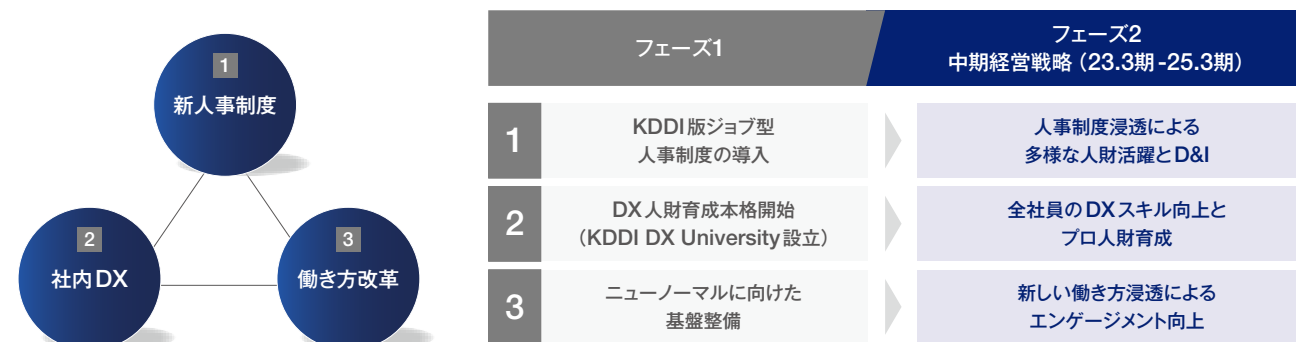 1
新人事制度
2
社内DX
3
働き方改革
フェーズ1
フェーズ2
中期経営戦略（23.3期-25.3期）
1
KDDI版ジョブ型
人事制度の導入
人事制度浸透による
多様な人財活躍とD&I
2
DX人財育成本格開始
（KDDI DX University設立）
全社員のDXスキル向上と
プロ人財育成
3
ニューノーマルに向けた
基盤整備
新しい働き方浸透による
エンゲージメント向上